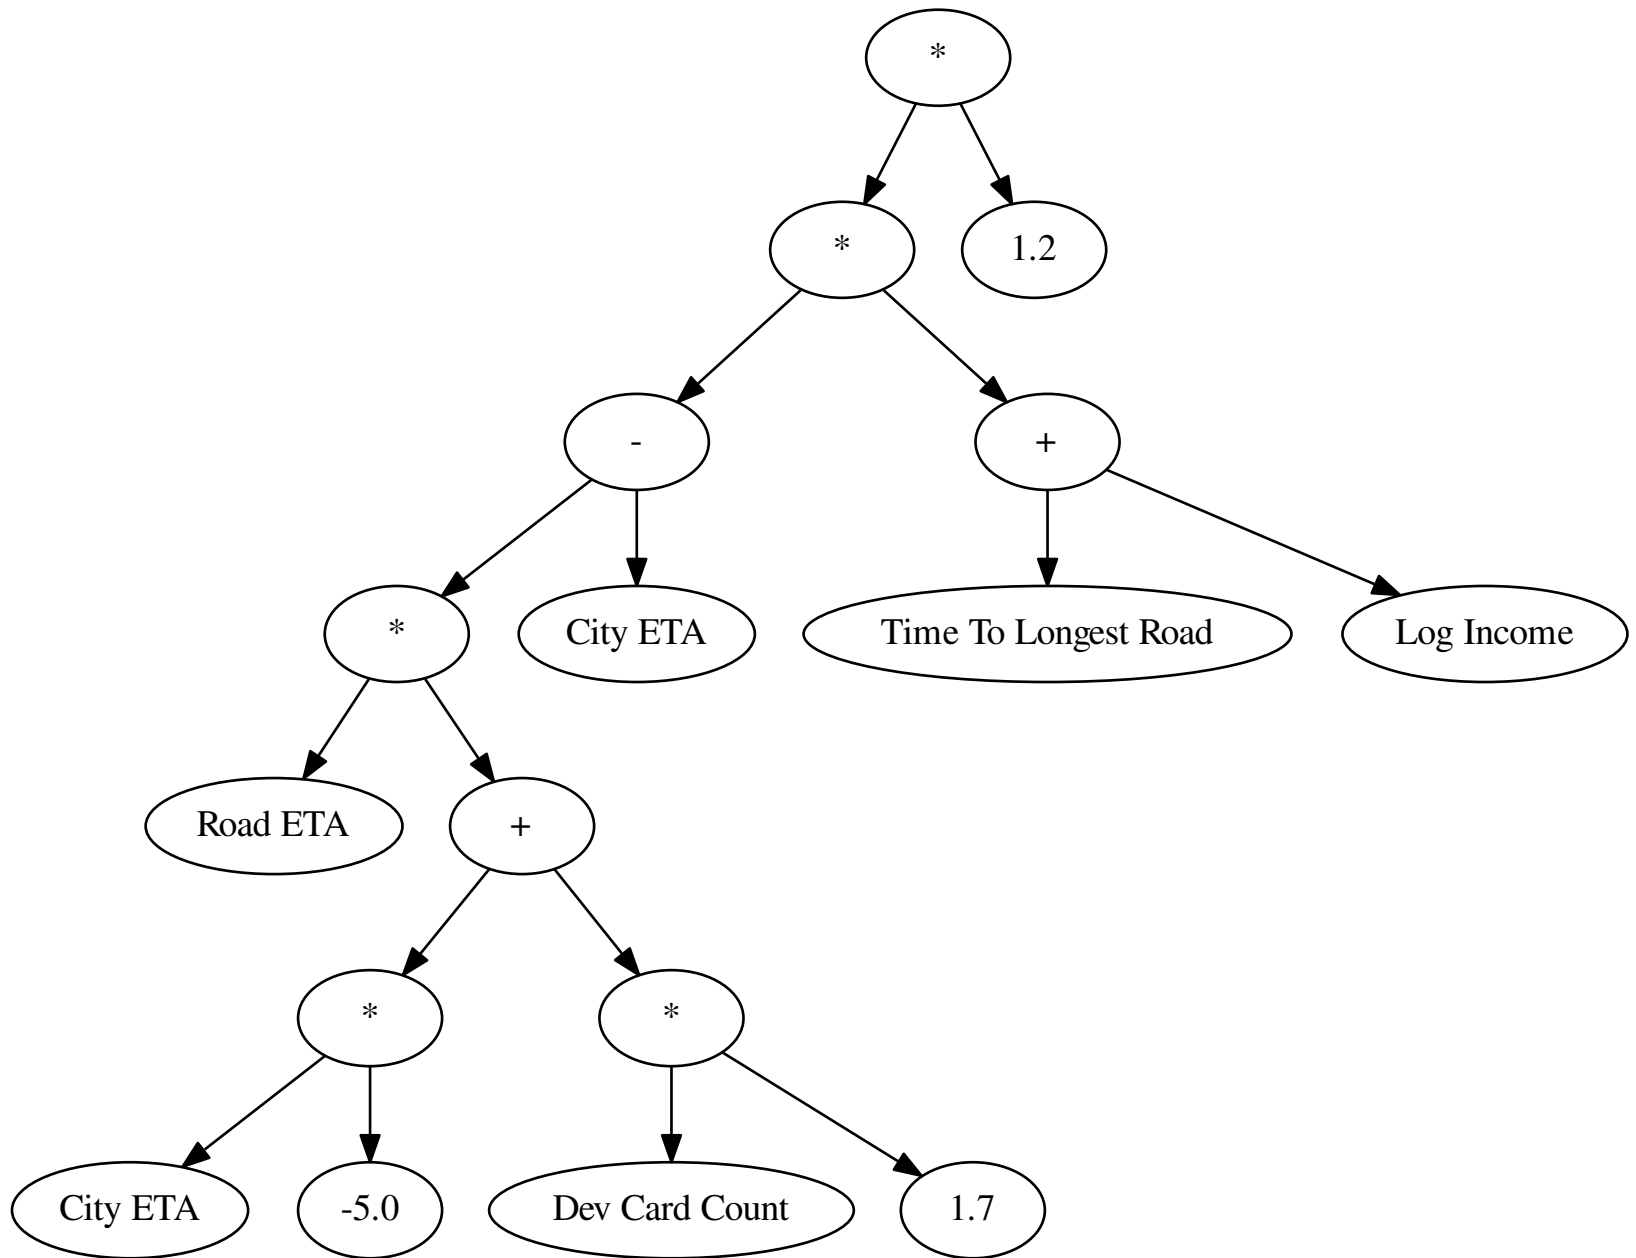 *
*
1.2
-
+
*
City ETA
Time To Longest Road
Log Income
Road ETA
+
*
*
City ETA
-5.0
Dev Card Count
1.7